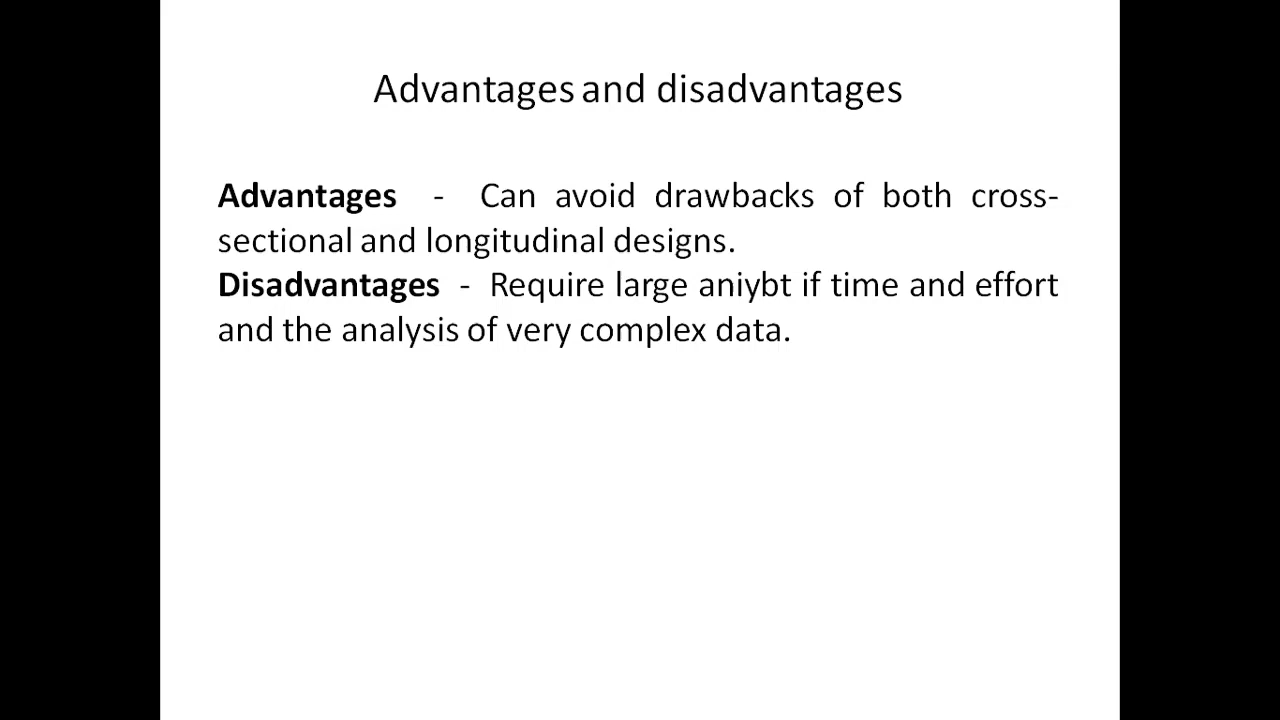 Advantages and disadvantages
Advantages - Can avoid drawbacks of both cross-
sectional and longitudinal designs.
Disadvantages - Require large aniybt if time and effort
and the analysis of very complex data.